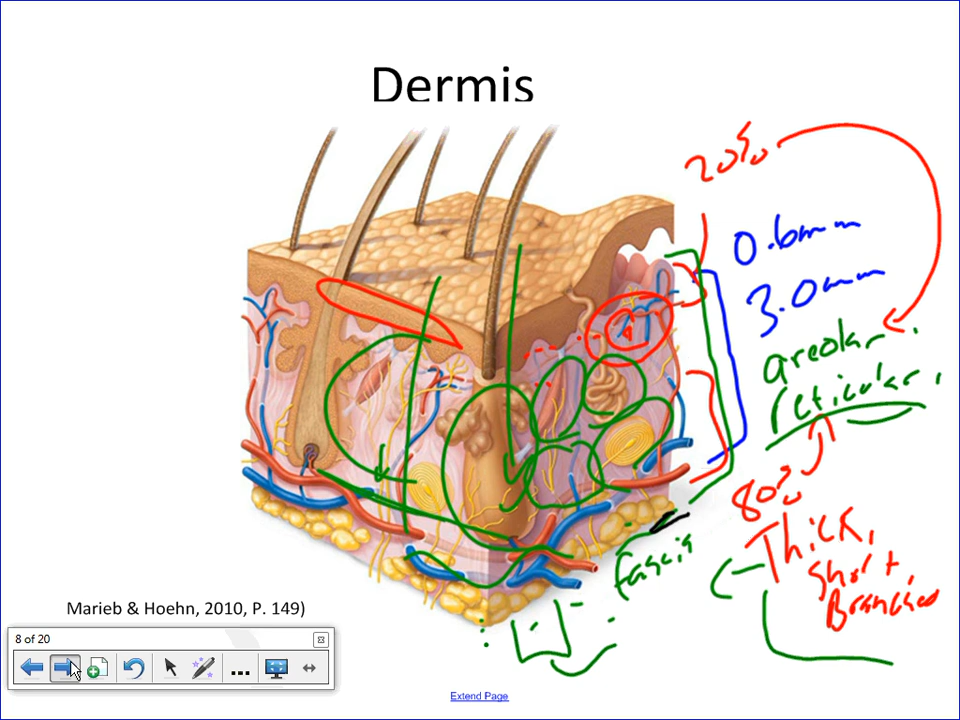 Dermis
20%
0.6mm
3.0mm
areolar.
reticular.
80%
Thick,
short,
Branched
fascia
Marieb & Hoehn, 2010, P. 149)
8 of 20
...
Extend Page